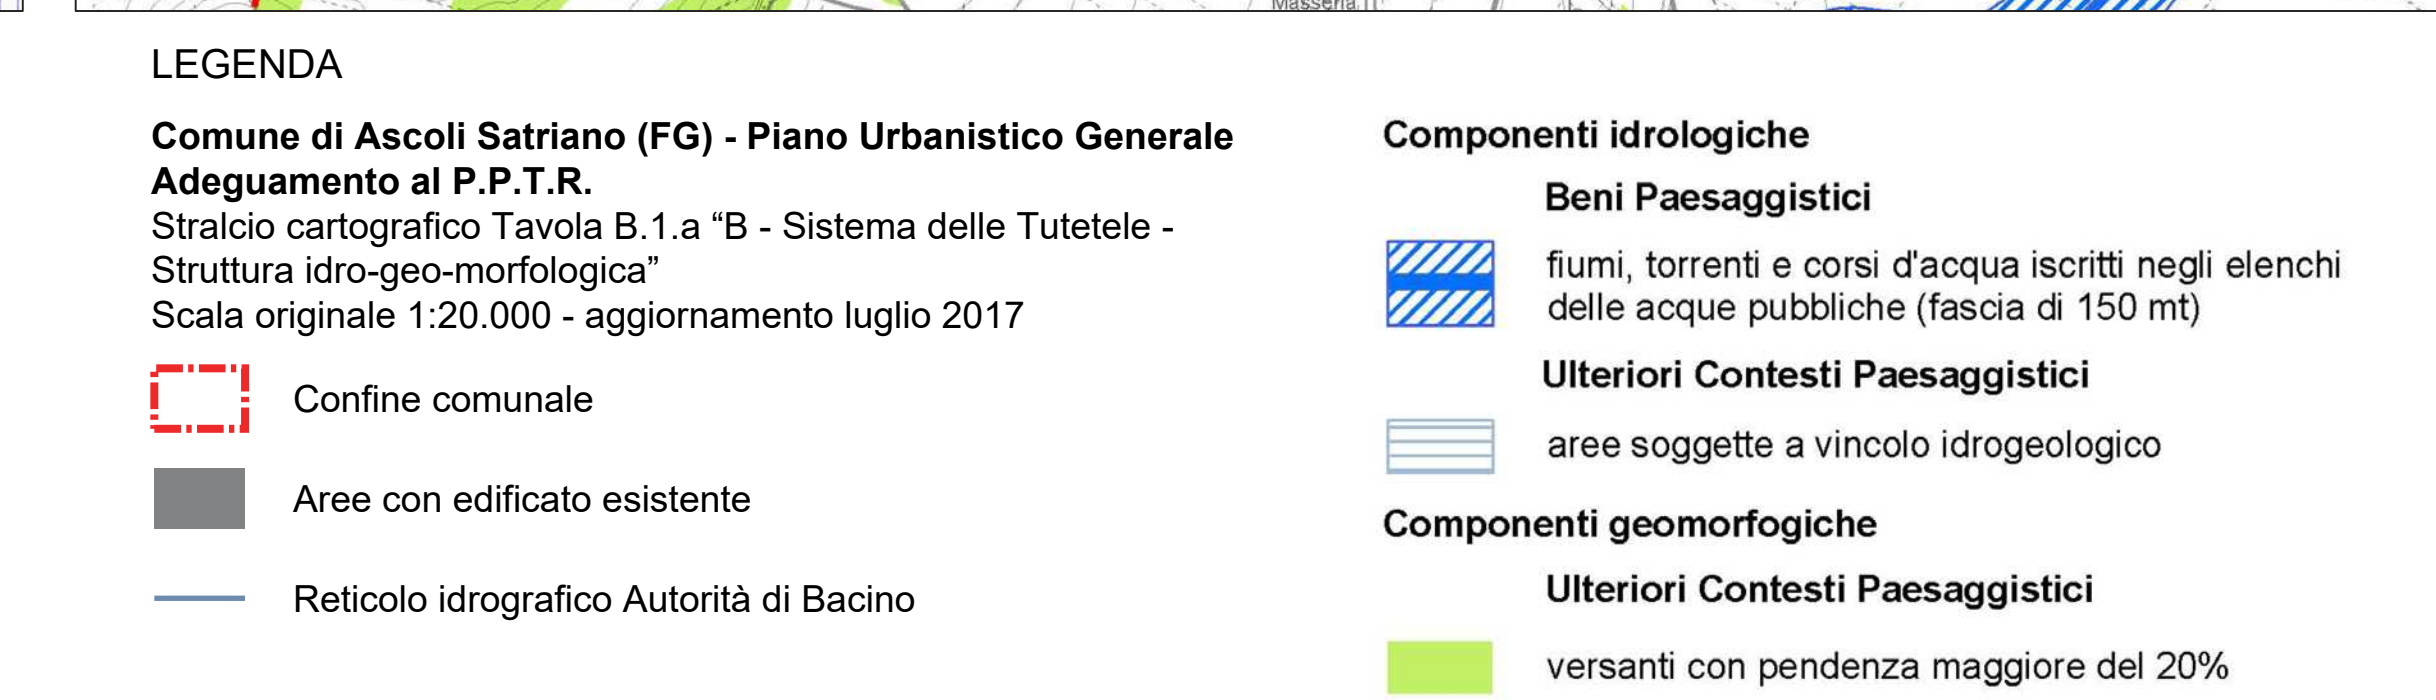 Masseria
LEGENDA
Comune di Ascoli Satriano (FG) - Piano Urbanistico Generale
Adeguamento al P.P.T.R.
Stralcio cartografico Tavola B.1.a “B - Sistema delle Tutetele -
Struttura idro-geo-morfologica”
Scala originale 1:20.000 - aggiornamento luglio 2017
Confine comunale
Aree con edificato esistente
Reticolo idrografico Autorità di Bacino
Componenti idrologiche
Beni Paesaggistici
fiumi, torrenti e corsi d'acqua iscritti negli elenchi
delle acque pubbliche (fascia di 150 mt)
Ulteriori Contesti Paesaggistici
aree soggette a vincolo idrogeologico
Componenti geomorfogiche
Ulteriori Contesti Paesaggistici
versanti con pendenza maggiore del 20%